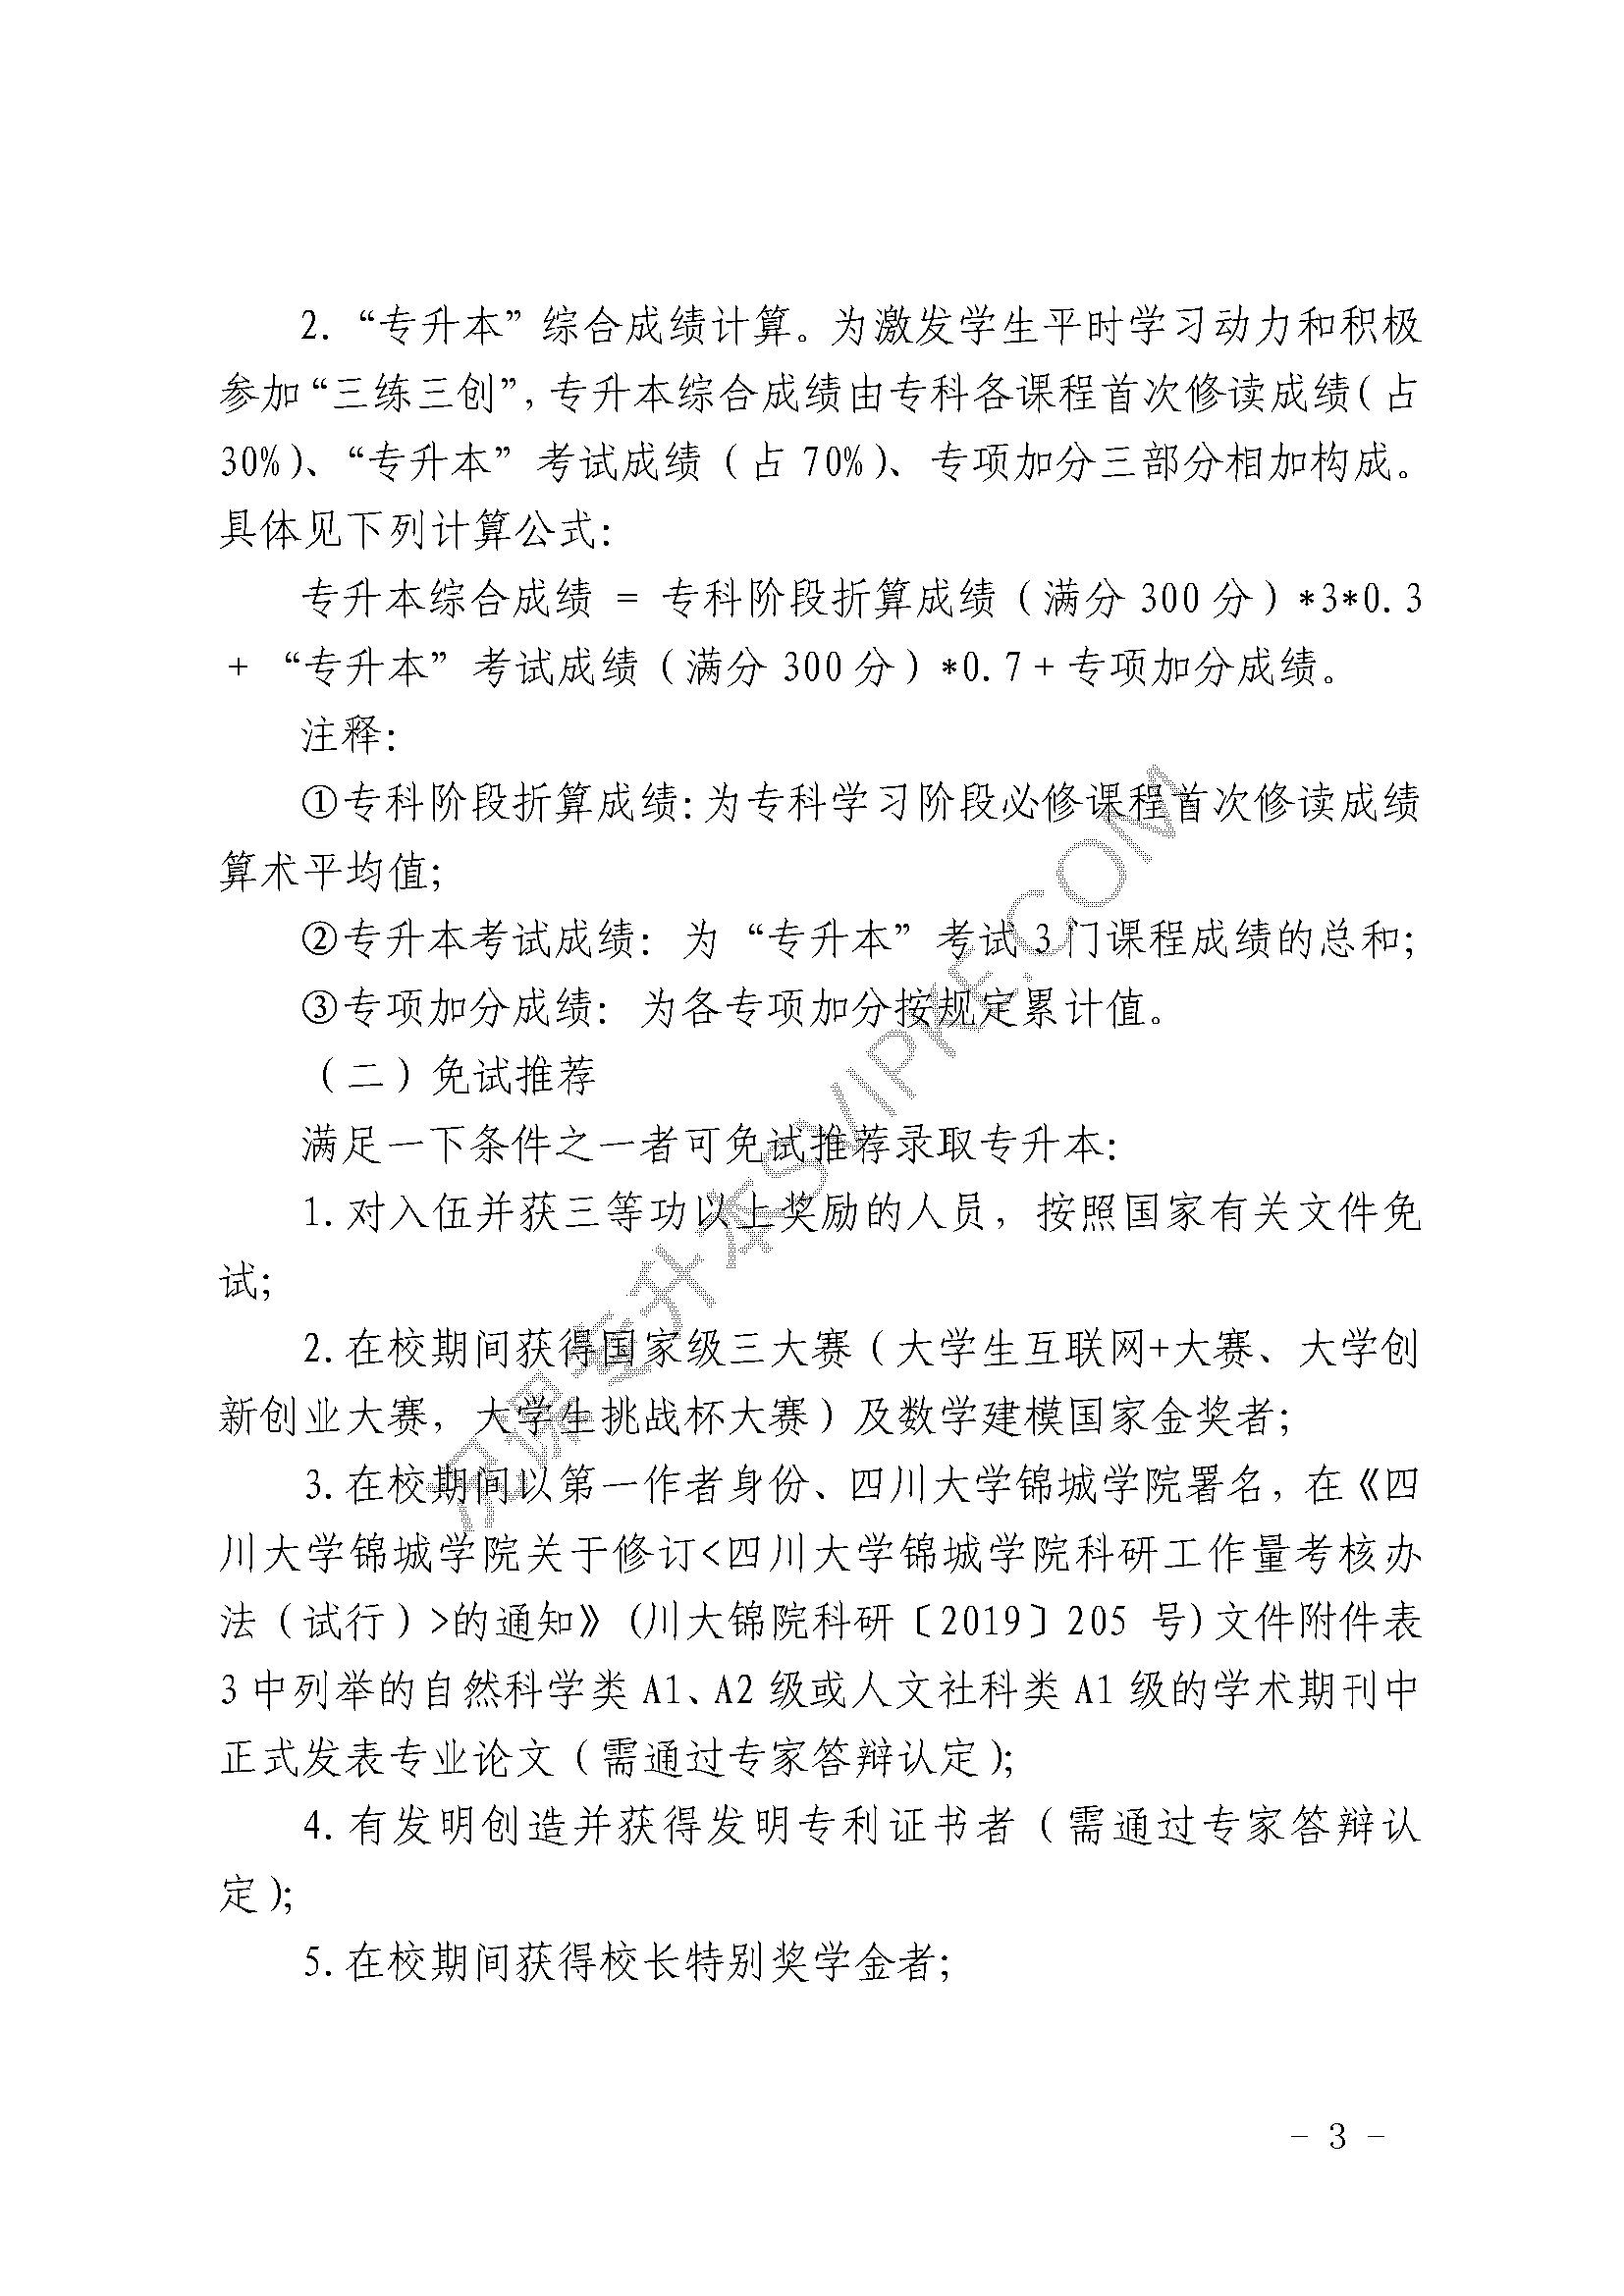 2. “专升本”综合成绩计算。为激发学生平时学习动力和积极
参加“三练三创”,专升本综合成绩由专科各课程首次修读成绩(占
30%)、“专升本”考试成绩(占70%)、专项加分三部分相加构成。
具体见下列计算公式:
专升本综合成绩 = 专科阶段折算成绩(满分300分)*3*0.3
+ “专升本”考试成绩(满分300分)*0.7+专项加分成绩。
注释:
①专科阶段折算成绩:为专科学习阶段必修课程首次修读成绩
算术平均值;
②专升本考试成绩: 为“专升本”考试3门课程成绩的总和;
③专项加分成绩: 为各专项加分按规定累计值。
(二)免试推荐
满足一下条件之一者可免试推荐录取专升本:
1.对入伍并获三等功以上奖励的人员,按照国家有关文件免
试;
2.在校期间获得国家级三大赛(大学生互联网+大赛、大学创
新创业大赛,大学生挑战杯大赛)及数学建模国家金奖者;
3.在校期间以第一作者身份、四川大学锦城学院署名,在《四
川大学锦城学院关于修订<四川大学锦城学院科研工作量考核办
法(试行)>的通知》(川大锦院科研〔2019〕205 号)文件附件表
3中列举的自然科学类A1、A2级或人文社科类A1级的学术期刊中
正式发表专业论文(需通过专家答辩认定);
4.有发明创造并获得发明专利证书者(需通过专家答辩认
定);
5.在校期间获得校长特别奖学金者;
- 3 -
升本SVIPKE.COM